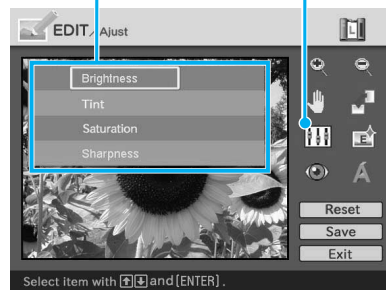 EDIT/Ajust
L
Brightness
Tint
Saturation
Sharpness
E
A
Reset
Save
Exit
Select item with ↑↓ and [ENTER].